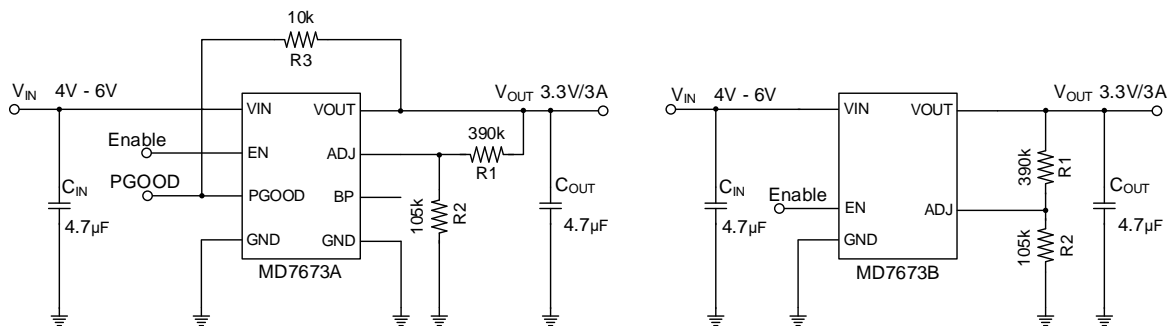 10k
R3
VIN 4V - 6V
VIN
VOUT
VOUT 3.3V/3A
390k
R1
Enable
EN
ADJ
PGOOD
PGOOD
BP
105k
R2
CIN
4.7µF
COUT
4.7µF
GND
GND
MD7673A
VIN 4V - 6V
VIN
VOUT
VOUT 3.3V/3A
390k
R1
CIN
4.7µF
COUT
4.7µF
Enable
EN
ADJ
GND
105k
R2
MD7673B